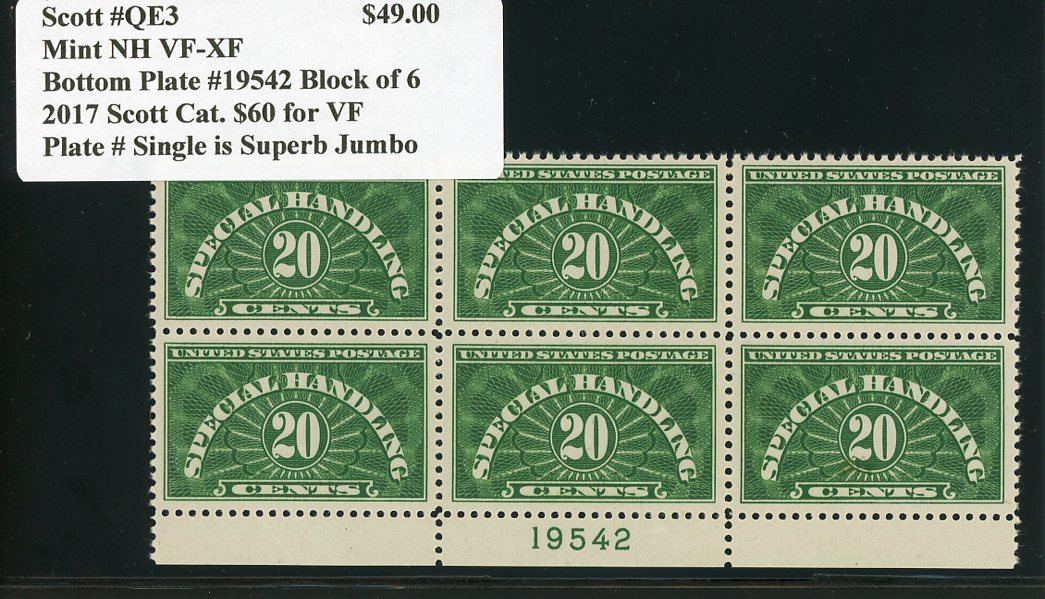 Scott #QE3 $49.00
Mint NH VF-XF
Bottom Plate #19542 Block of 6
2017 Scott Cat. $60 for VF
Plate # Single is Superb Jumbo
UNITED STATES POSTAGE UNITED STATES POSTAGE
SPECIAL HANDLING SPECIAL HANDLING SPECIAL HANDLING
20 20 20
CENTS CENTS CENTS
UNITED STATES POSTAGE UNITED STATES POSTAGE UNITED STATES POSTAGE
SPECIAL HANDLING SPECIAL HANDLING SPECIAL HANDLING
20 20 20
CENTS CENTS CENTS
19542